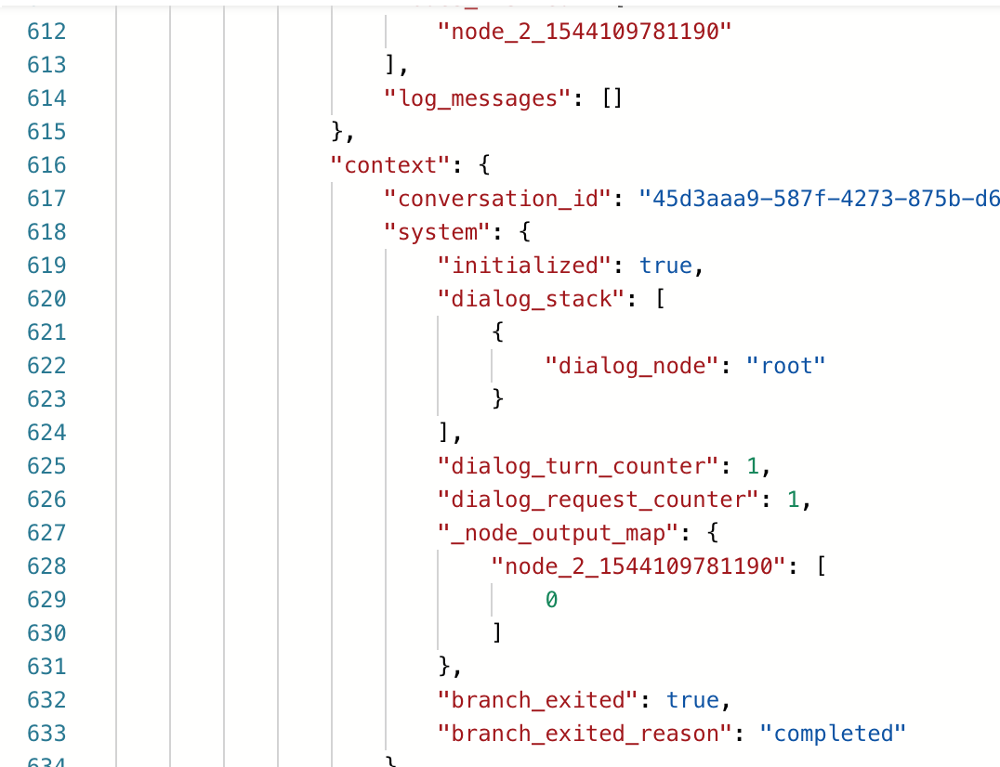 612 "node_2_1544109781190"
613 ],
614 "log_messages": []
615 },
616 "context": {
617 "conversation_id": "45d3aaa9-587f-4273-875b-d6
618 "system": {
619 "initialized": true,
620 "dialog_stack": [
621 {
622 "dialog_node": "root"
623 }
624 ],
625 "dialog_turn_counter": 1,
626 "dialog_request_counter": 1,
627 "_node_output_map": {
628 "node_2_1544109781190": [
629 0
630 ]
631 },
632 "branch_exited": true,
633 "branch_exited_reason": "completed"
634 }